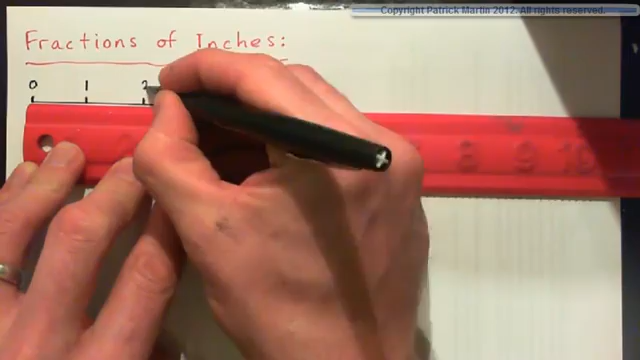 Copyright Patrick Martin 2012. All rights reserved.
Fractions of Inches:
0 1 2
8 9 10